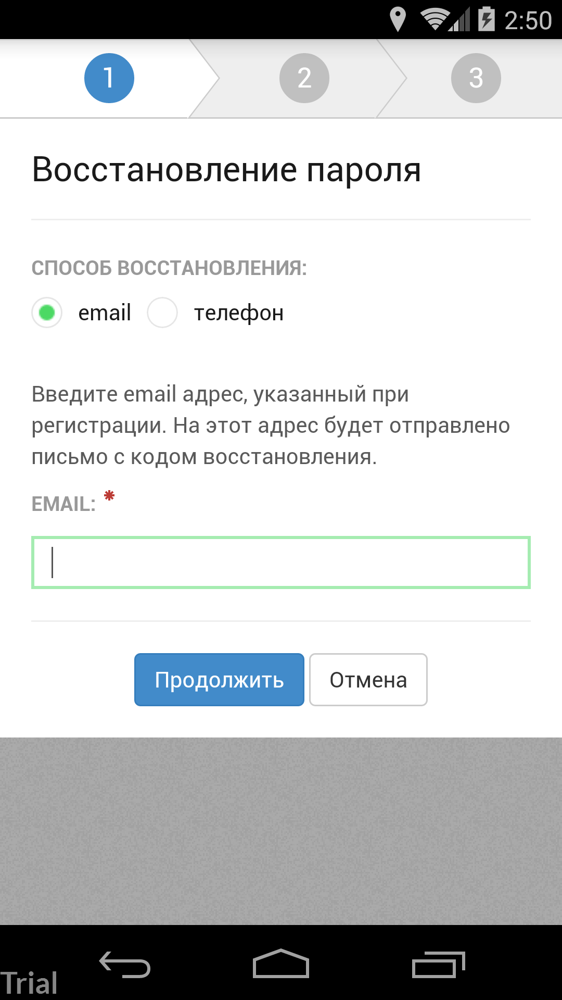 2:50
1 2 3
Восстановление пароля
СПОСОБ ВОССТАНОВЛЕНИЯ:
email телефон
Введите email адрес, указанный при
регистрации. На этот адрес будет отправлено
письмо с кодом восстановления.
EMAIL: *
Продолжить Отмена
Trial